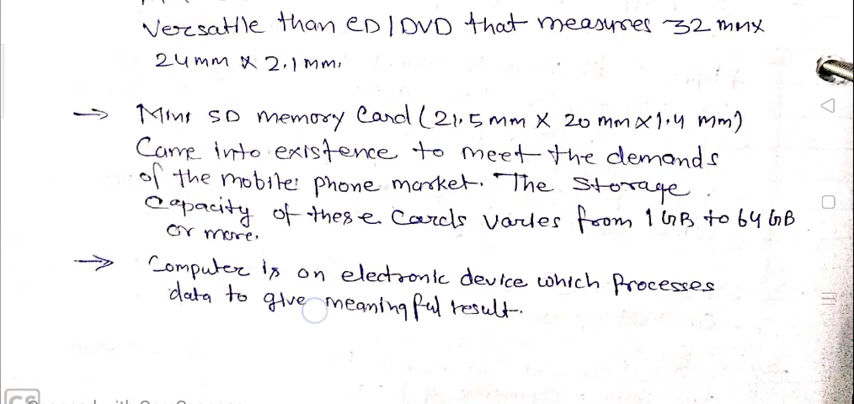 Versatile than CD/DVD that measures 32 mm x
24mm x 2.1 mm.
→ Mini SD memory Card (21.5 mm X 20 mm x 1.4 mm)
Came into existence to meet the demands
of the mobile phone market. The Storage
Capacity of these Cards varies from 1 GB to 64 GB
or more.
→ Computer is an electronic device which Processes
data to give meaningful result.
CS